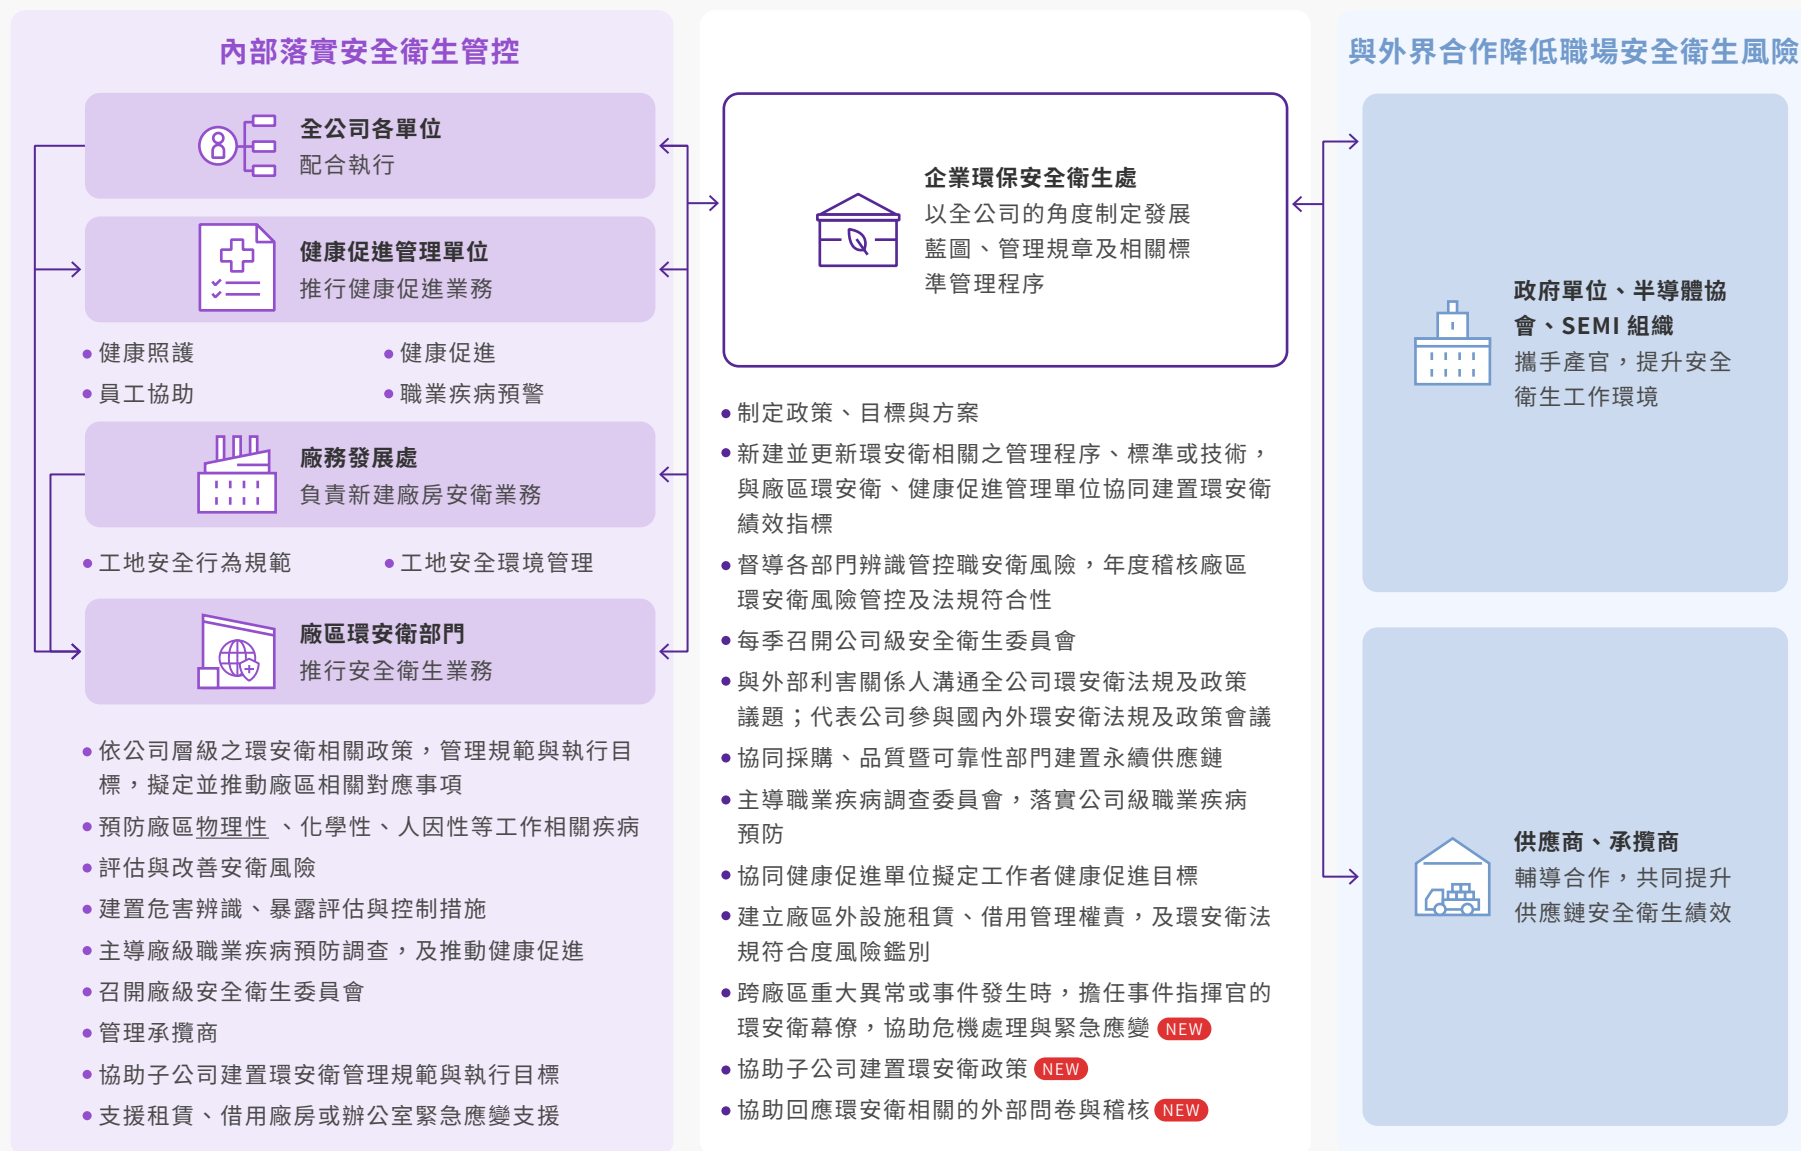 內部落實安全衛生管控
全公司各單位
配合執行
健康促進管理單位
推行健康促進業務
健康照護
健康促進
員工協助
職業疾病預警
廠務發展處
負責新建廠房安衛業務
工地安全行為規範
工地安全環境管理
廠區環安衛部門
推行安全衛生業務
依公司層級之環安衛相關政策，管理規範與執行目
標，擬定並推動廠區相關對應事項
預防廠區物理性 、化學性、人因性等工作相關疾病
評估與改善安衛風險
建置危害辨識、暴露評估與控制措施
主導廠級職業疾病預防調查，及推動健康促進
召開廠級安全衛生委員會
管理承攬商
協助子公司建置環安衛管理規範與執行目標
支援租賃、借用廠房或辦公室緊急應變支援
企業環保安全衛生處
以全公司的角度制定發展
藍圖、管理規章及相關標
準管理程序
制定政策、目標與方案
新建並更新環安衛相關之管理程序、標準或技術，
與廠區環安衛、健康促進管理單位協同建置環安衛
績效指標
督導各部門辨識管控職安衛風險，年度稽核廠區
環安衛風險管控及法規符合性
每季召開公司級安全衛生委員會
與外部利害關係人溝通全公司環安衛法規及政策
議題；代表公司參與國內外環安衛法規及政策會議
協同採購、品質暨可靠性部門建置永續供應鏈
主導職業疾病調查委員會，落實公司級職業疾病
預防
協同健康促進單位擬定工作者健康促進目標
建立廠區外設施租賃、借用管理權責，及環安衛法
規符合度風險鑑別
跨廠區重大異常或事件發生時，擔任事件指揮官的
環安衛幕僚，協助危機處理與緊急應變 NEW
協助子公司建置環安衛政策 NEW
協助回應環安衛相關的外部問卷與稽核 NEW
與外界合作降低職場安全衛生風險
政府單位、半導體協
會、SEMI 組織
攜手產官，提升安全
衛生工作環境
供應商、承攬商
輔導合作，共同提升
供應鏈安全衛生績效